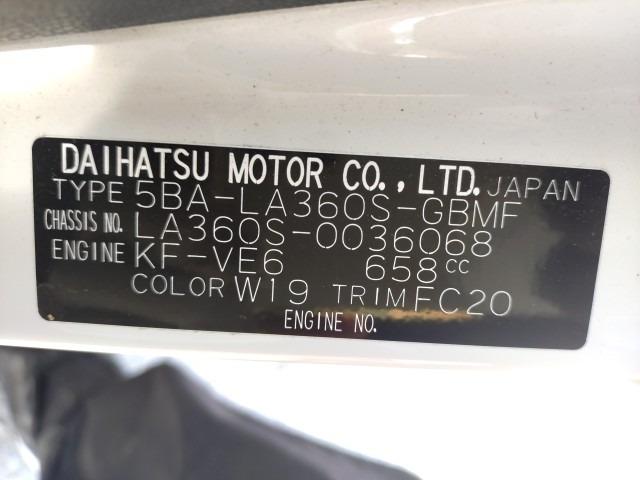 DAIHATSU MOTOR CO., LTD. JAPAN
TYPE 5BA-LA360S-GBMF
CHASSIS NO. LA360S-0036068
ENGINE KF-VE6 658cc
COLOR W19 TRIM FC20
ENGINE NO.